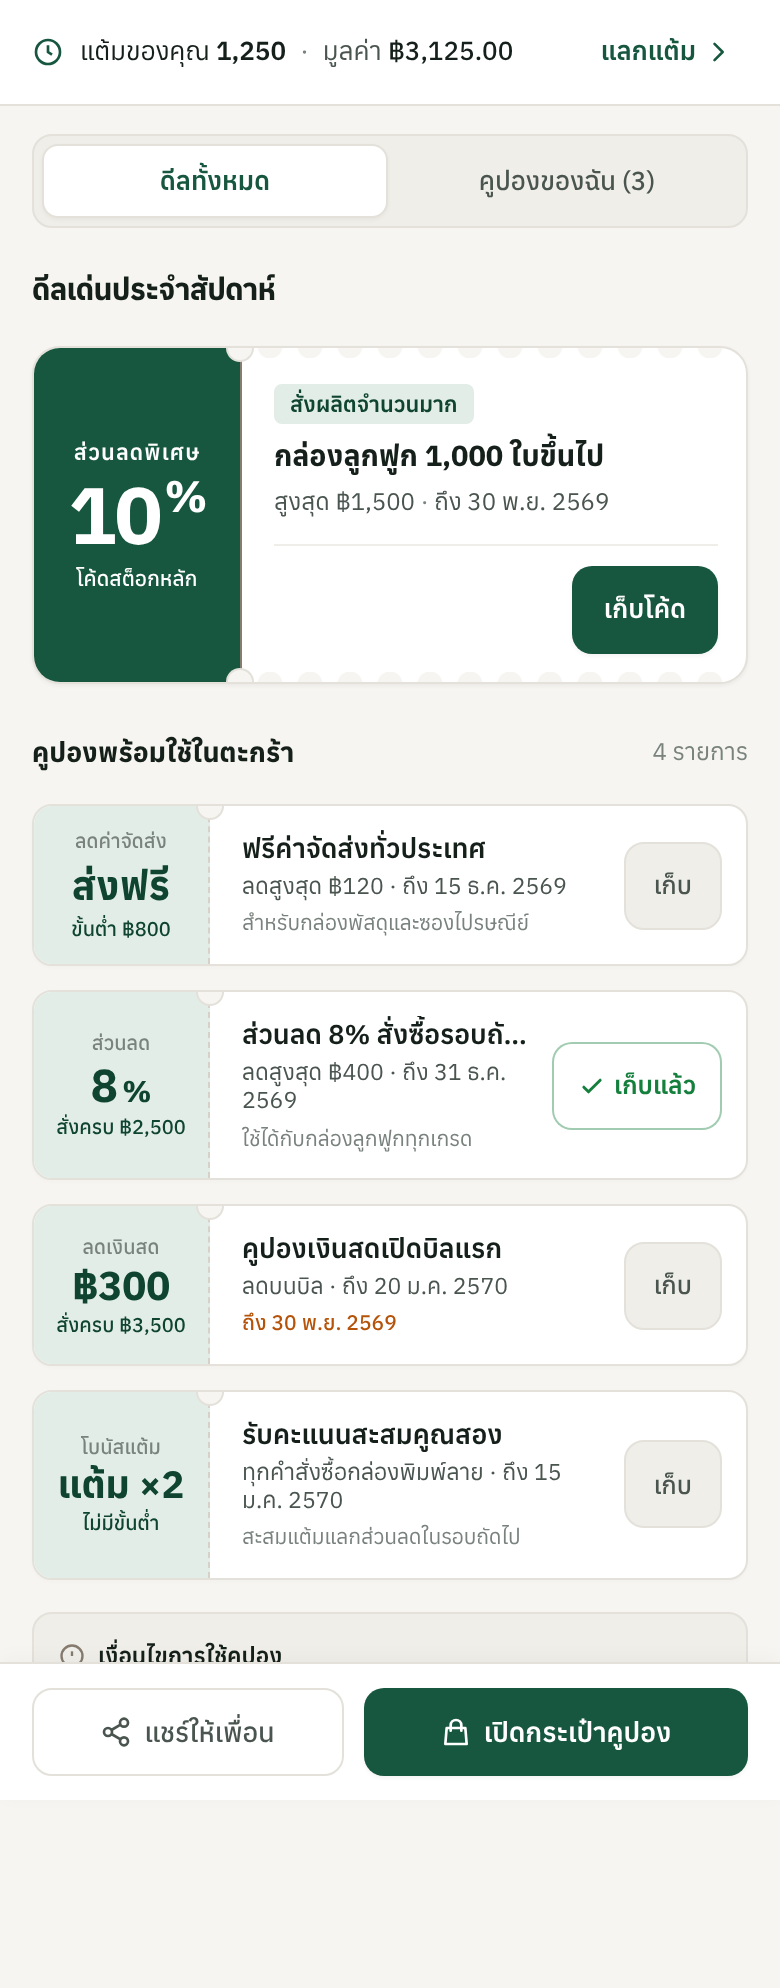 แต้มของคุณ 1,250 · มูลค่า ฿3,125.00 แลกแต้ม
ดีลทั้งหมด คูปองของฉัน (3)
ดีลเด่นประจำสัปดาห์
ส่วนลดพิเศษ
10%
โค้ดสต็อกหลัก
สั่งผลิตจำนวนมาก
กล่องลูกฟูก 1,000 ใบขึ้นไป
สูงสุด ฿1,500 · ถึง 30 พ.ย. 2569
เก็บโค้ด
คูปองพร้อมใช้ในตะกร้า 4 รายการ
ลดค่าจัดส่ง
ส่งฟรี
ขั้นต่ำ ฿800
ฟรีค่าจัดส่งทั่วประเทศ
ลดสูงสุด ฿120 · ถึง 15 ธ.ค. 2569
สำหรับกล่องพัสดุและซองไปรษณีย์
เก็บ
ส่วนลด
8%
สั่งครบ ฿2,500
ส่วนลด 8% สั่งซื้อรอบถั...
ลดสูงสุด ฿400 · ถึง 31 ธ.ค.
2569
ใช้ได้กับกล่องลูกฟูกทุกเกรด
เก็บแล้ว
ลดเงินสด
฿300
สั่งครบ ฿3,500
คูปองเงินสดเปิดบิลแรก
ลดบนบิล · ถึง 20 ม.ค. 2570
ถึง 30 พ.ย. 2569
เก็บ
โบนัสแต้ม
แต้ม ×2
ไม่มีขั้นต่ำ
รับคะแนนสะสมคูณสอง
ทุกคำสั่งซื้อกล่องพิมพ์ลาย · ถึง 15
ม.ค. 2570
สะสมแต้มแลกส่วนลดในรอบถัดไป
เก็บ
เงื่อนไขการใช้คูปอง
แชร์ให้เพื่อน
เปิดกระเป๋าคูปอง